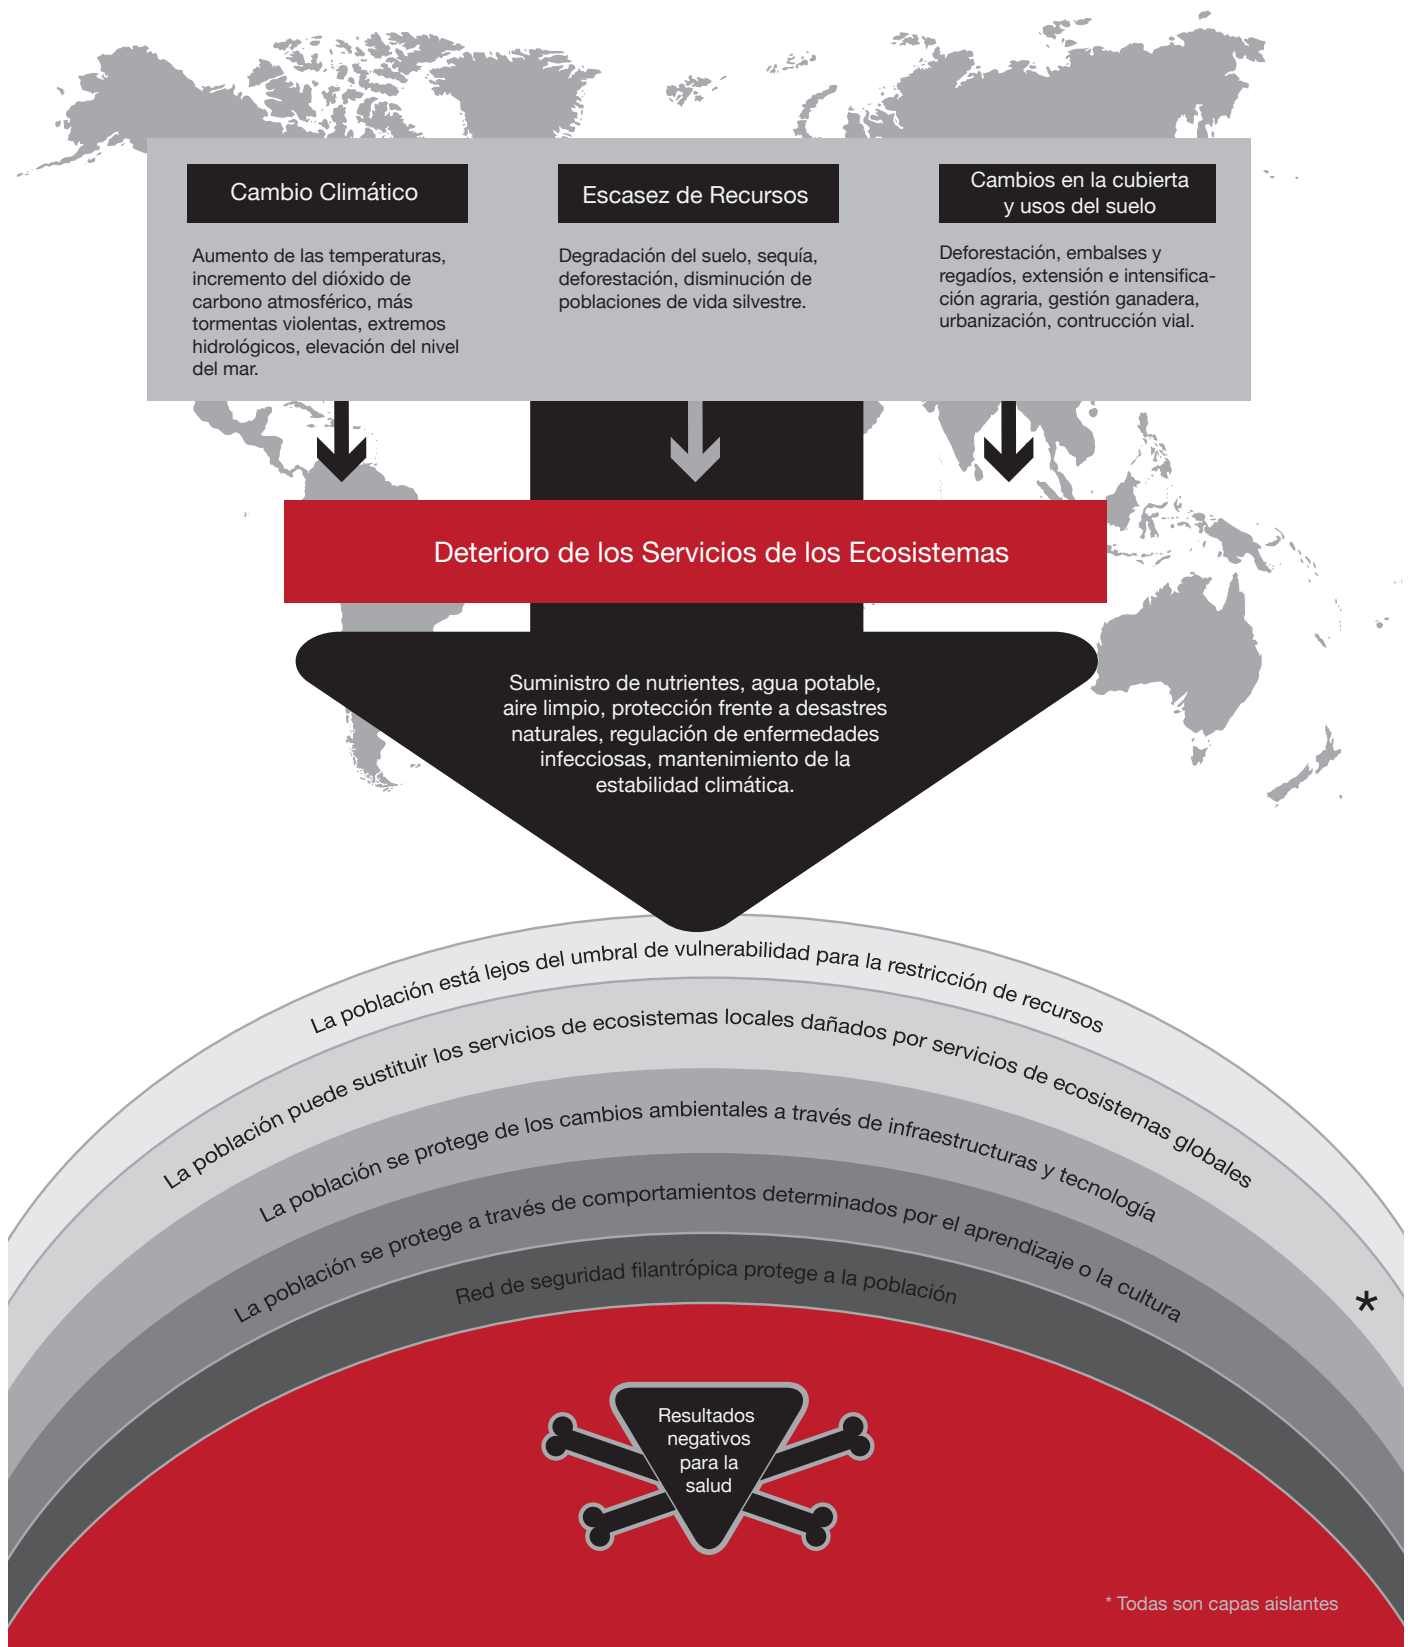 Cambio Climático
Aumento de las temperaturas,
incremento del dióxido de
carbono atmosférico, más
tormentas violentas, extremos
hidrológicos, elevación del nivel
del mar.
Escasez de Recursos
Degradación del suelo, sequía,
deforestación, disminución de
poblaciones de vida silvestre.
Cambios en la cubierta
y usos del suelo
Deforestación, embalses y
regadíos, extensión e intensifica-
ción agraria, gestión ganadera,
urbanización, contrucción vial.
Deterioro de los Servicios de los Ecosistemas
Suministro de nutrientes, agua potable,
aire limpio, protección frente a desastres
naturales, regulación de enfermedades
infecciosas, mantenimiento de la
estabilidad climática.
La población está lejos del umbral de vulnerabilidad para la restricción de recursos
La población puede sustituir los servicios de ecosistemas locales dañados por servicios de ecosistemas globales
La población se protege de los cambios ambientales a través de infraestructuras y tecnología
La población se protege a través de comportamientos determinados por el aprendizaje o la cultura
Red de seguridad filantrópica protege a la población
*
Resultados
negativos
para la
salud
* Todas son capas aislantes